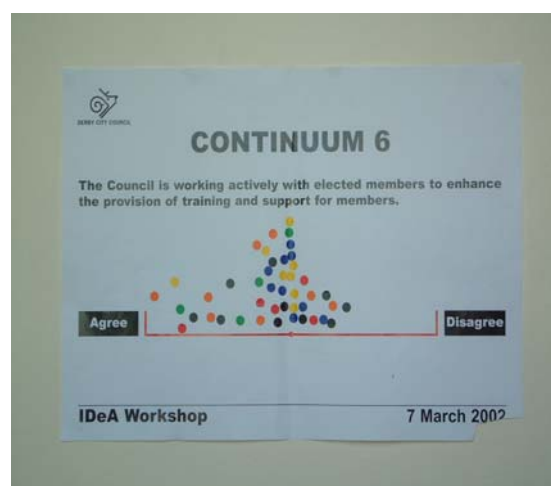 DERBY CITY COUNCIL
CONTINUUM 6
The Council is working actively with elected members to enhance
the provision of training and support for members.
Agree
Disagree
IDeA Workshop
7 March 2002